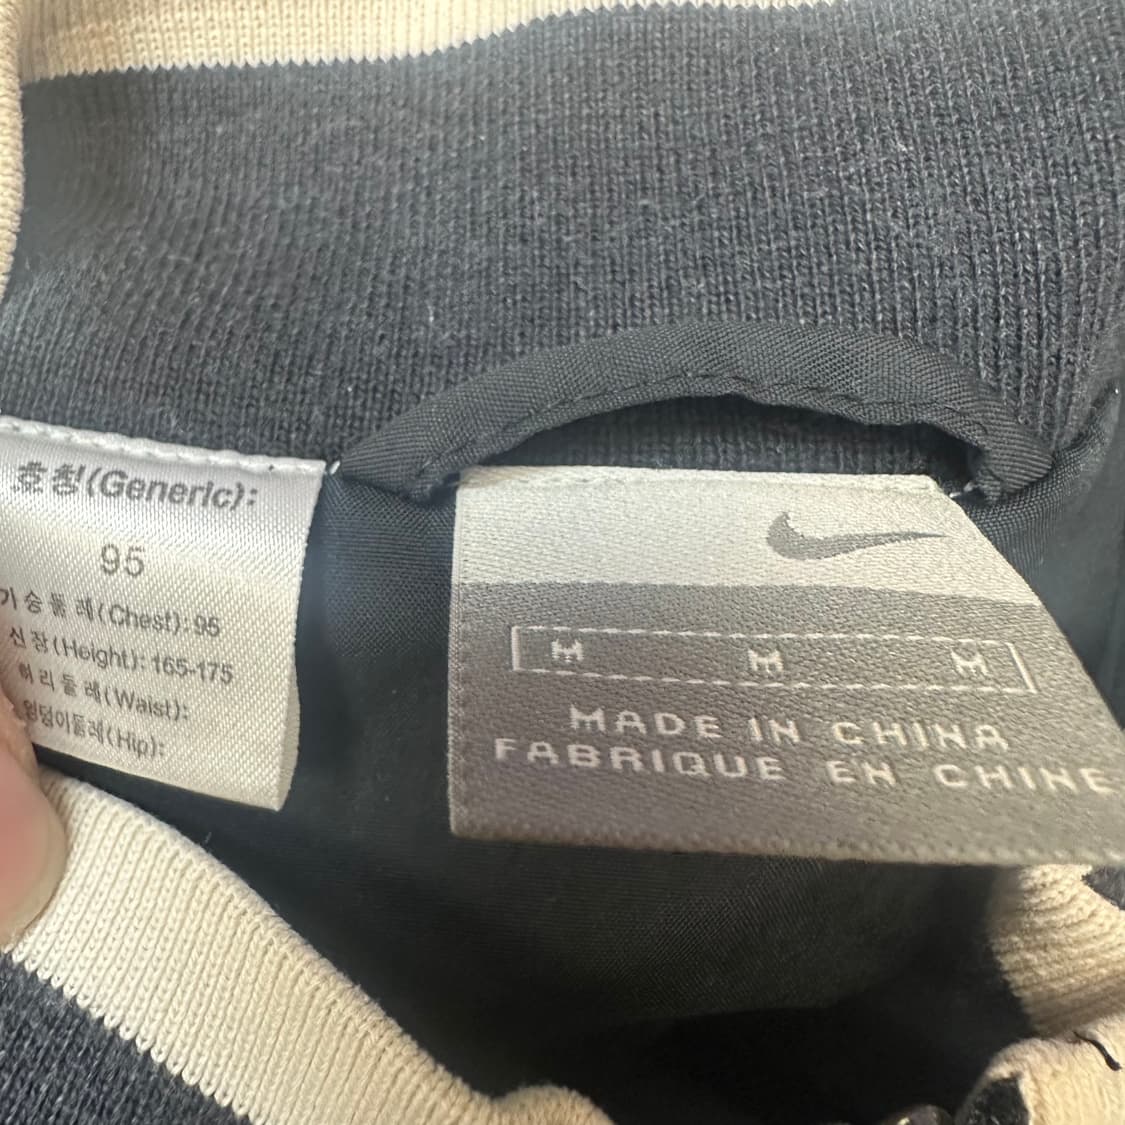 호칭(Generic):
95
가슴둘레(Chest):95
신장(Height):165-175
허리둘레(Waist):
엉덩이둘레(Hip):
M M M
MADE IN CHINA
FABRIQUE EN CHINE